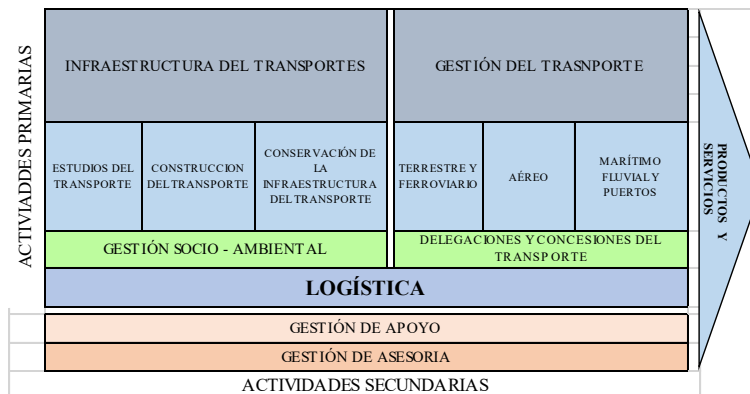 ACTIVIADDES PRIMARIAS
INFRAESTRUCTURA DEL TRANSPORTES
GESTIÓN DEL TRASNPORTE
ESTUDIOS DEL
TRANSPORTE
CONSTRUCCION
DEL TRANSPORTE
CONSERVACIÓN DE
LA
INFRAESTRUCTURA
DEL TRANSPORTE
TERRESTRE Y
FERROVIARIO
AÉREO
MARÍTIMO
FLUVIAL Y
PUERTOS
GESTIÓN SOCIO - AMBIENTAL
DELEGACIONES Y CONCESIONES DEL
TRANSPORTE
LOGÍSTICA
GESTIÓN DE APOYO
GESTIÓN DE ASESORIA
ACTIVIDADES SECUNDARIAS
PRODUCTOS Y
SERVICIOS